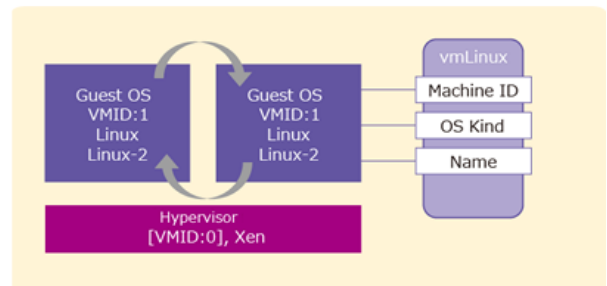 Guest OS
VMID:1
Linux
Linux-2
Guest OS
VMID:1
Linux
Linux-2
vmLinux
Machine ID
OS Kind
Name
Hypervisor
[VMID:0], Xen